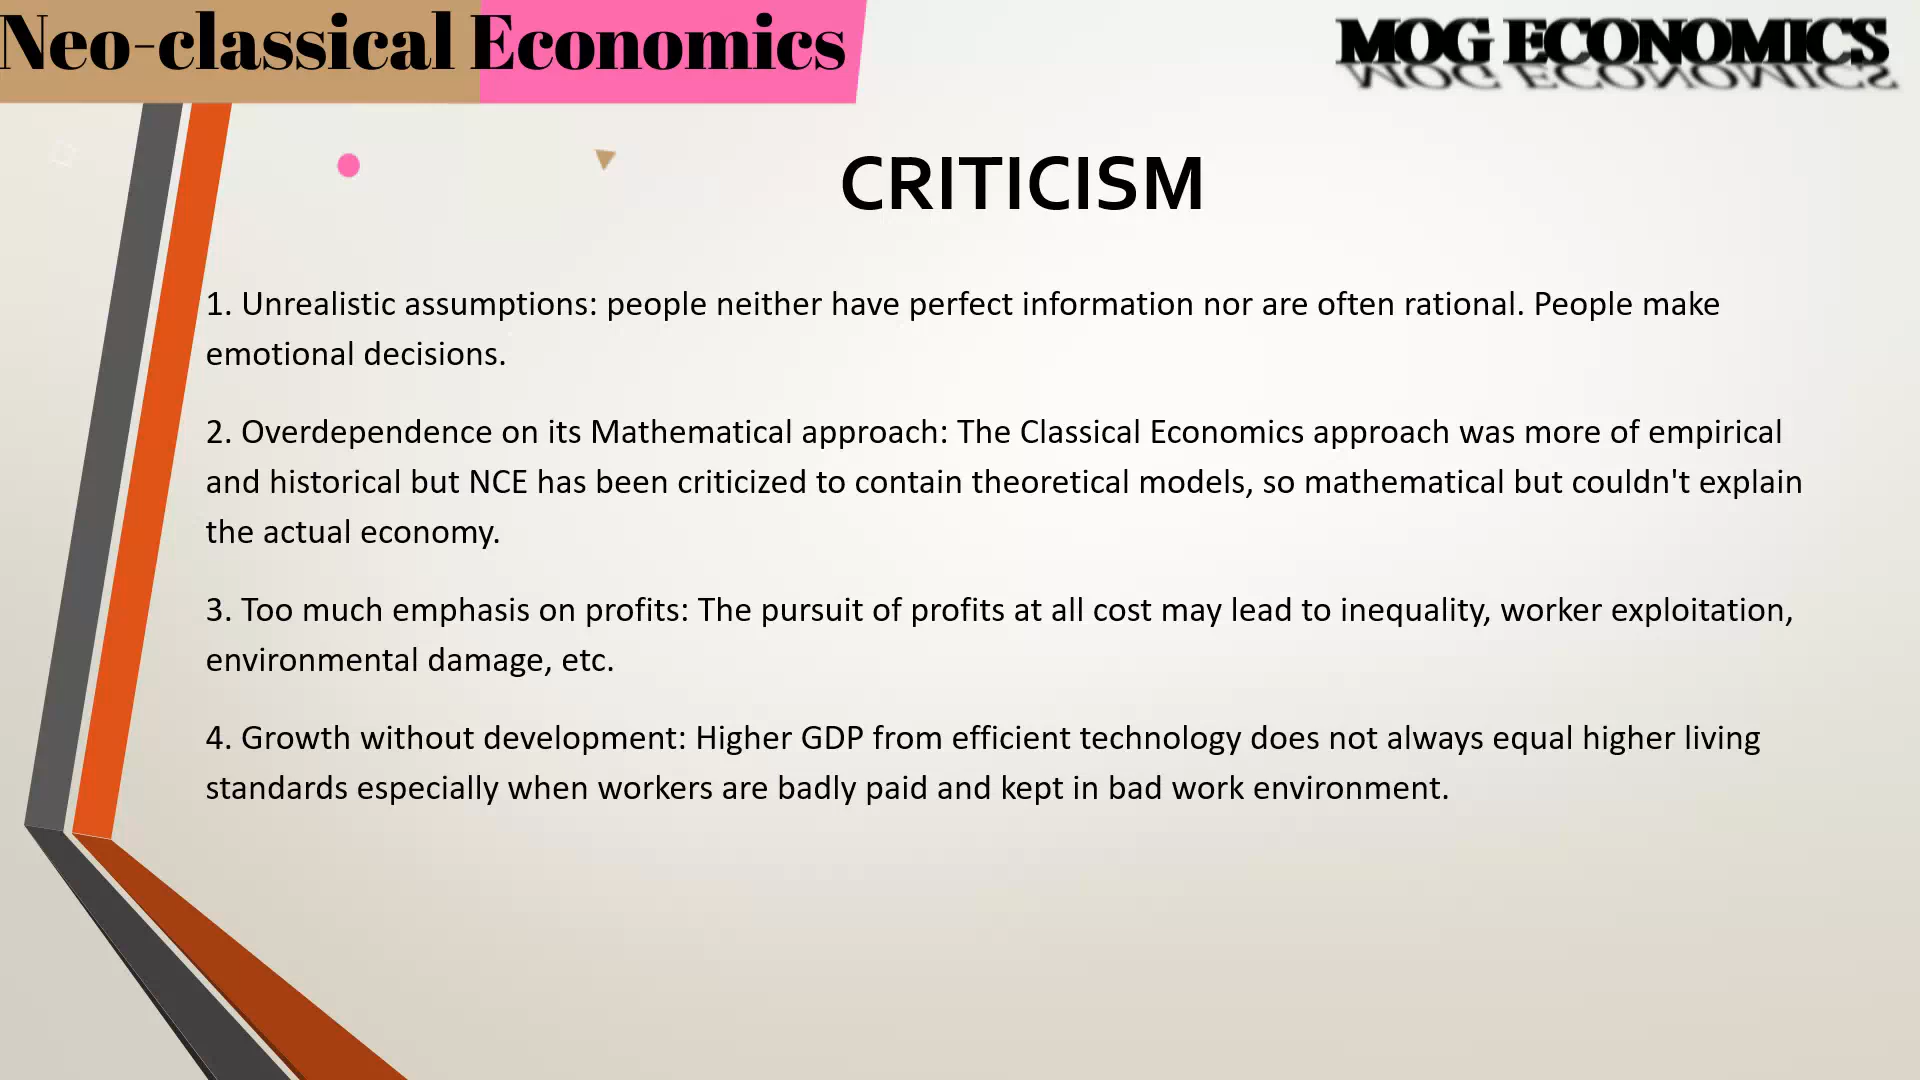 Neo-classical Economics
MOG ECONOMICS
CRITICISM
1. Unrealistic assumptions: people neither have perfect information nor are often rational. People make
emotional decisions.
2. Overdependence on its Mathematical approach: The Classical Economics approach was more of empirical
and historical but NCE has been criticized to contain theoretical models, so mathematical but couldn't explain
the actual economy.
3. Too much emphasis on profits: The pursuit of profits at all cost may lead to inequality, worker exploitation,
environmental damage, etc.
4. Growth without development: Higher GDP from efficient technology does not always equal higher living
standards especially when workers are badly paid and kept in bad work environment.